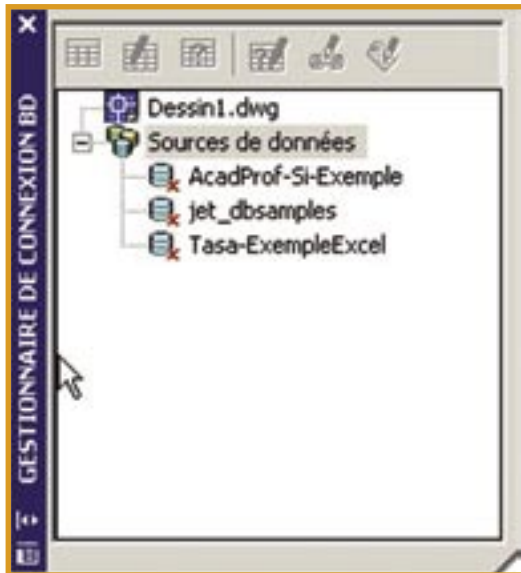 GESTIONNAIRE DE CONNEXION BD
Dessin1.dwg
Sources de données
AcadProf-Si-Exemple
jet_dbsamples
Tasa-ExempleExcel